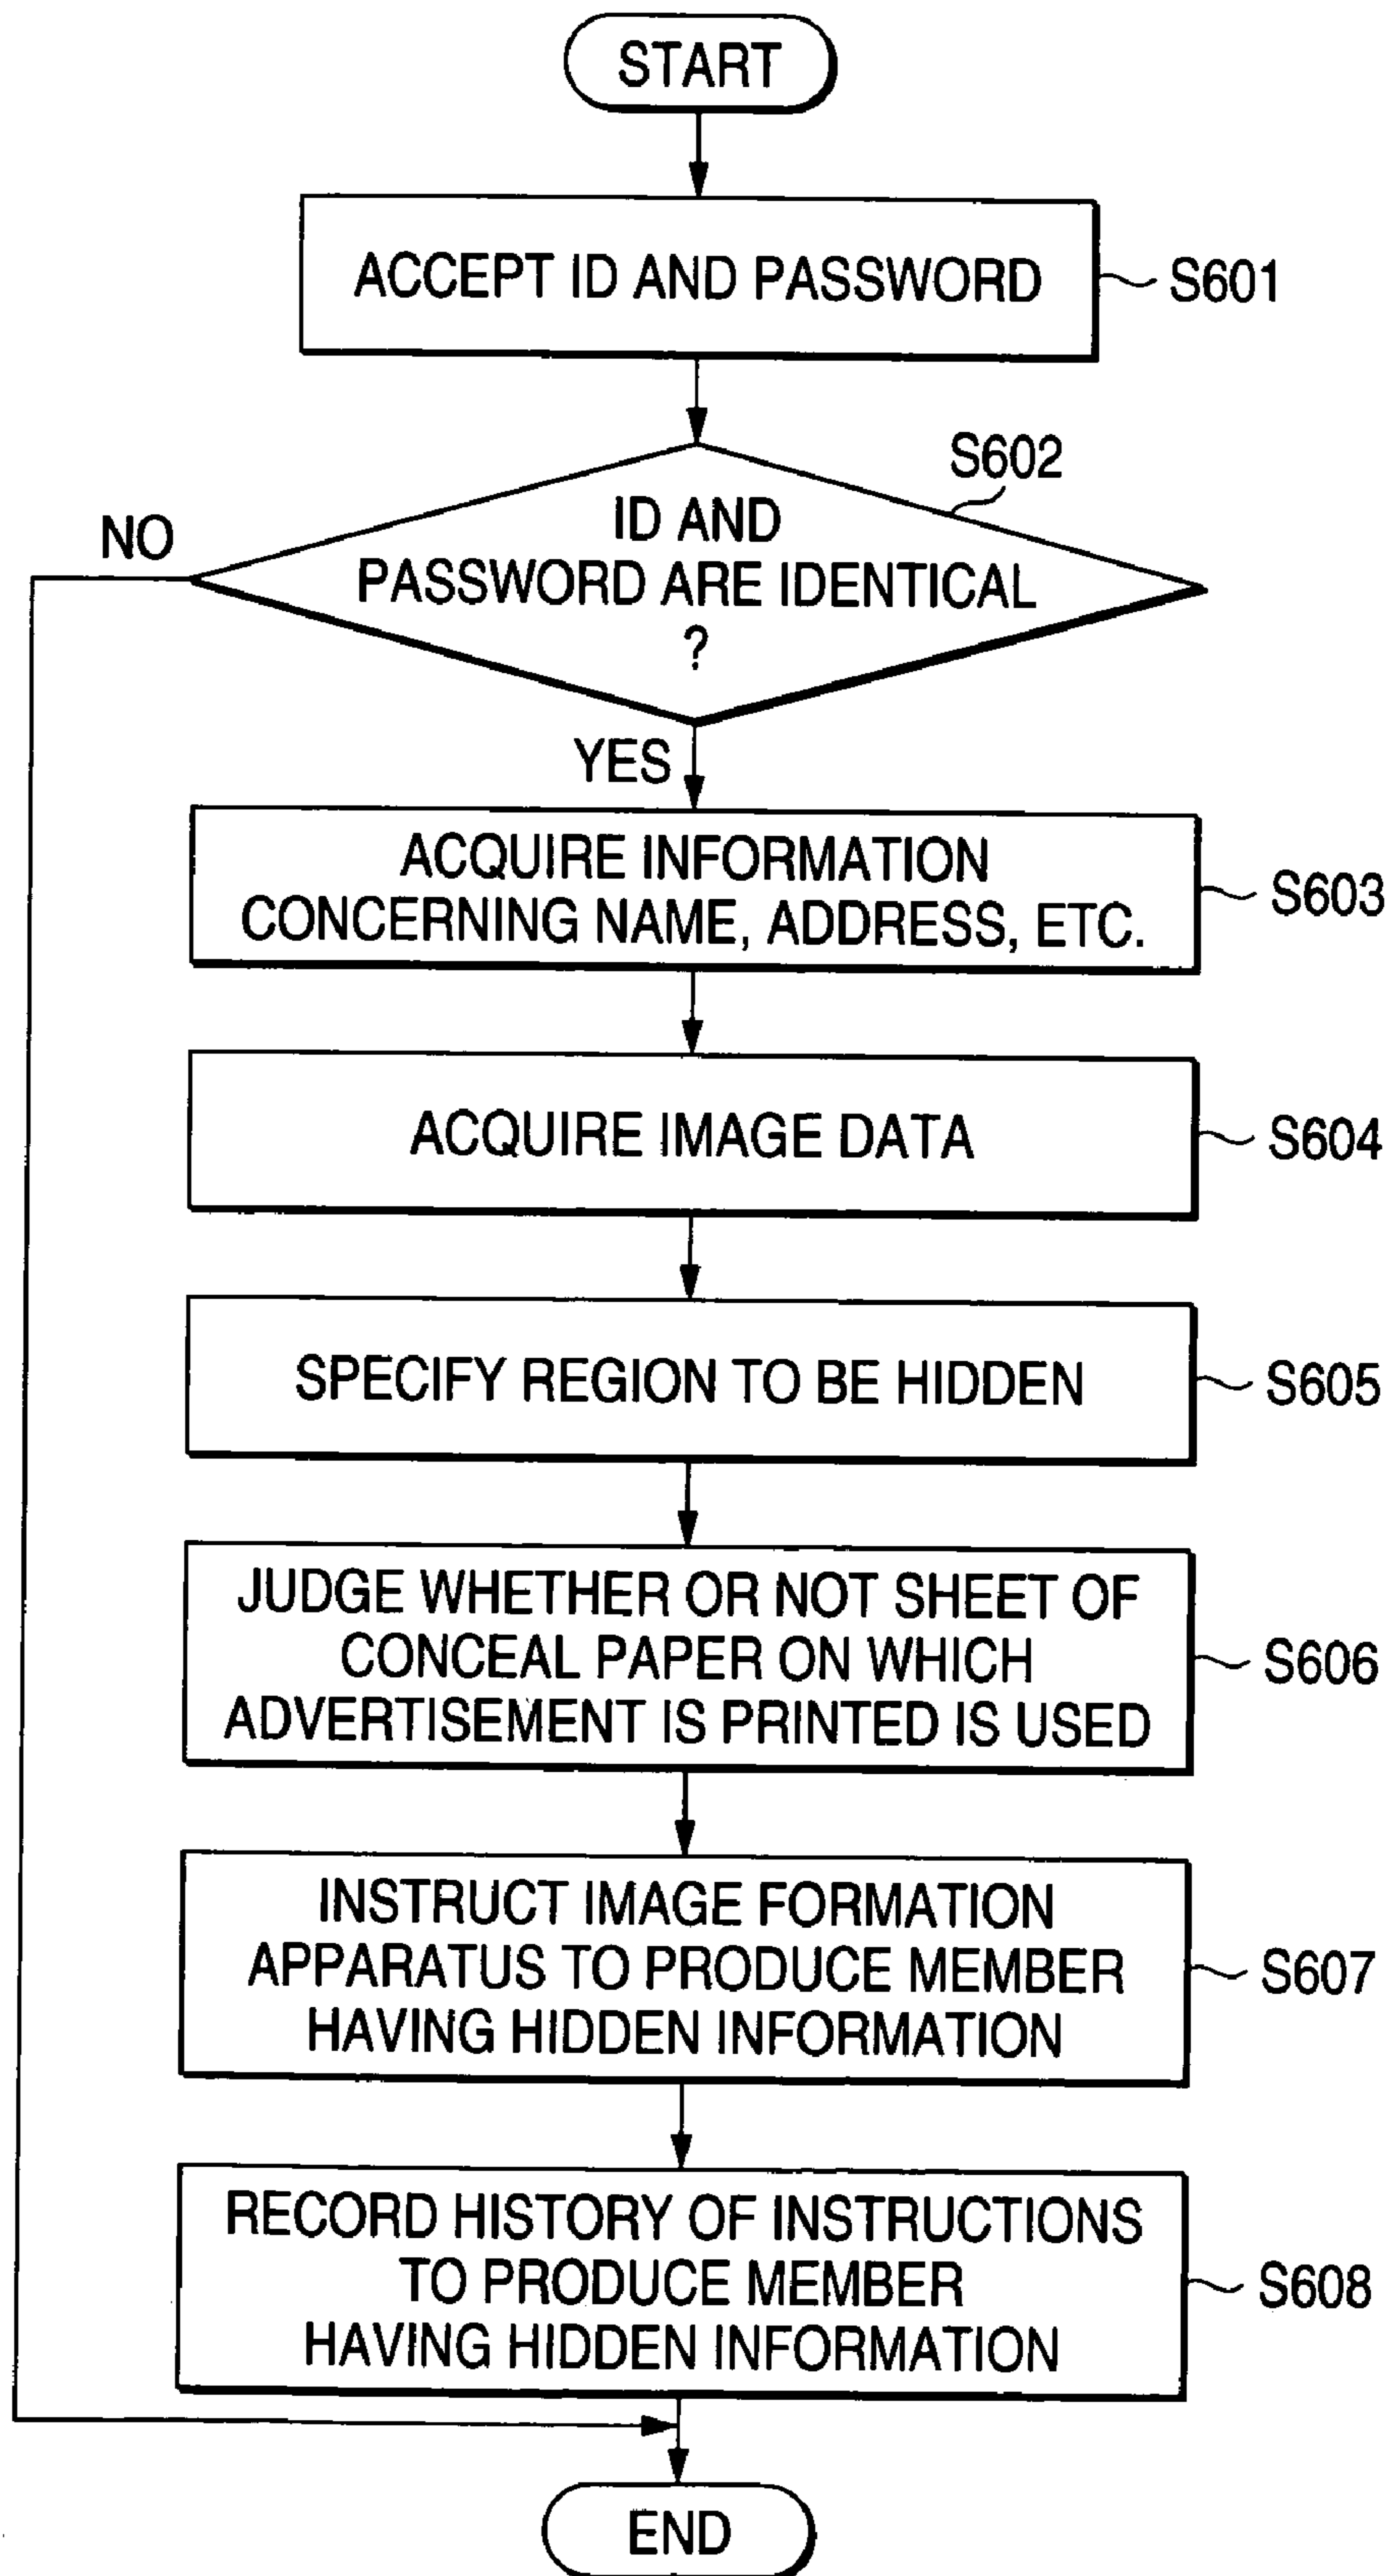 START
ACCEPT ID AND PASSWORD
S601
S602
ID AND
PASSWORD ARE IDENTICAL
?
NO
YES
ACQUIRE INFORMATION
CONCERNING NAME, ADDRESS, ETC.
S603
ACQUIRE IMAGE DATA
S604
SPECIFY REGION TO BE HIDDEN
S605
JUDGE WHETHER OR NOT SHEET OF
CONCEAL PAPER ON WHICH
ADVERTISEMENT IS PRINTED IS USED
S606
INSTRUCT IMAGE FORMATION
APPARATUS TO PRODUCE MEMBER
HAVING HIDDEN INFORMATION
S607
RECORD HISTORY OF INSTRUCTIONS
TO PRODUCE MEMBER
HAVING HIDDEN INFORMATION
S608
END